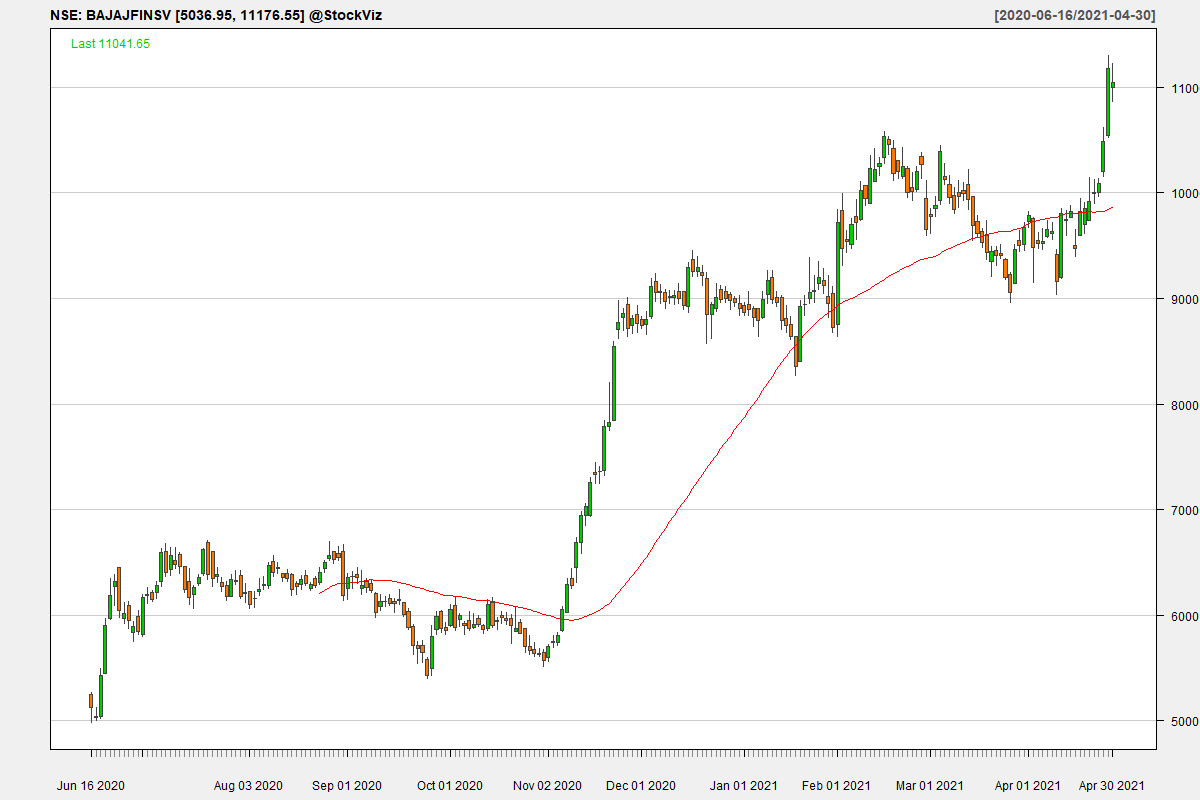 NSE: BAJAJFINSV [5036.95, 11176.55] @StockViz
[2020-06-16/2021-04-30]
Last 11041.65
1100
1000
9000
8000
7000
6000
5000
Jun 16 2020 Aug 03 2020 Sep 01 2020 Oct 01 2020 Nov 02 2020 Dec 01 2020 Jan 01 2021 Feb 01 2021 Mar 01 2021 Apr 01 2021 Apr 30 2021